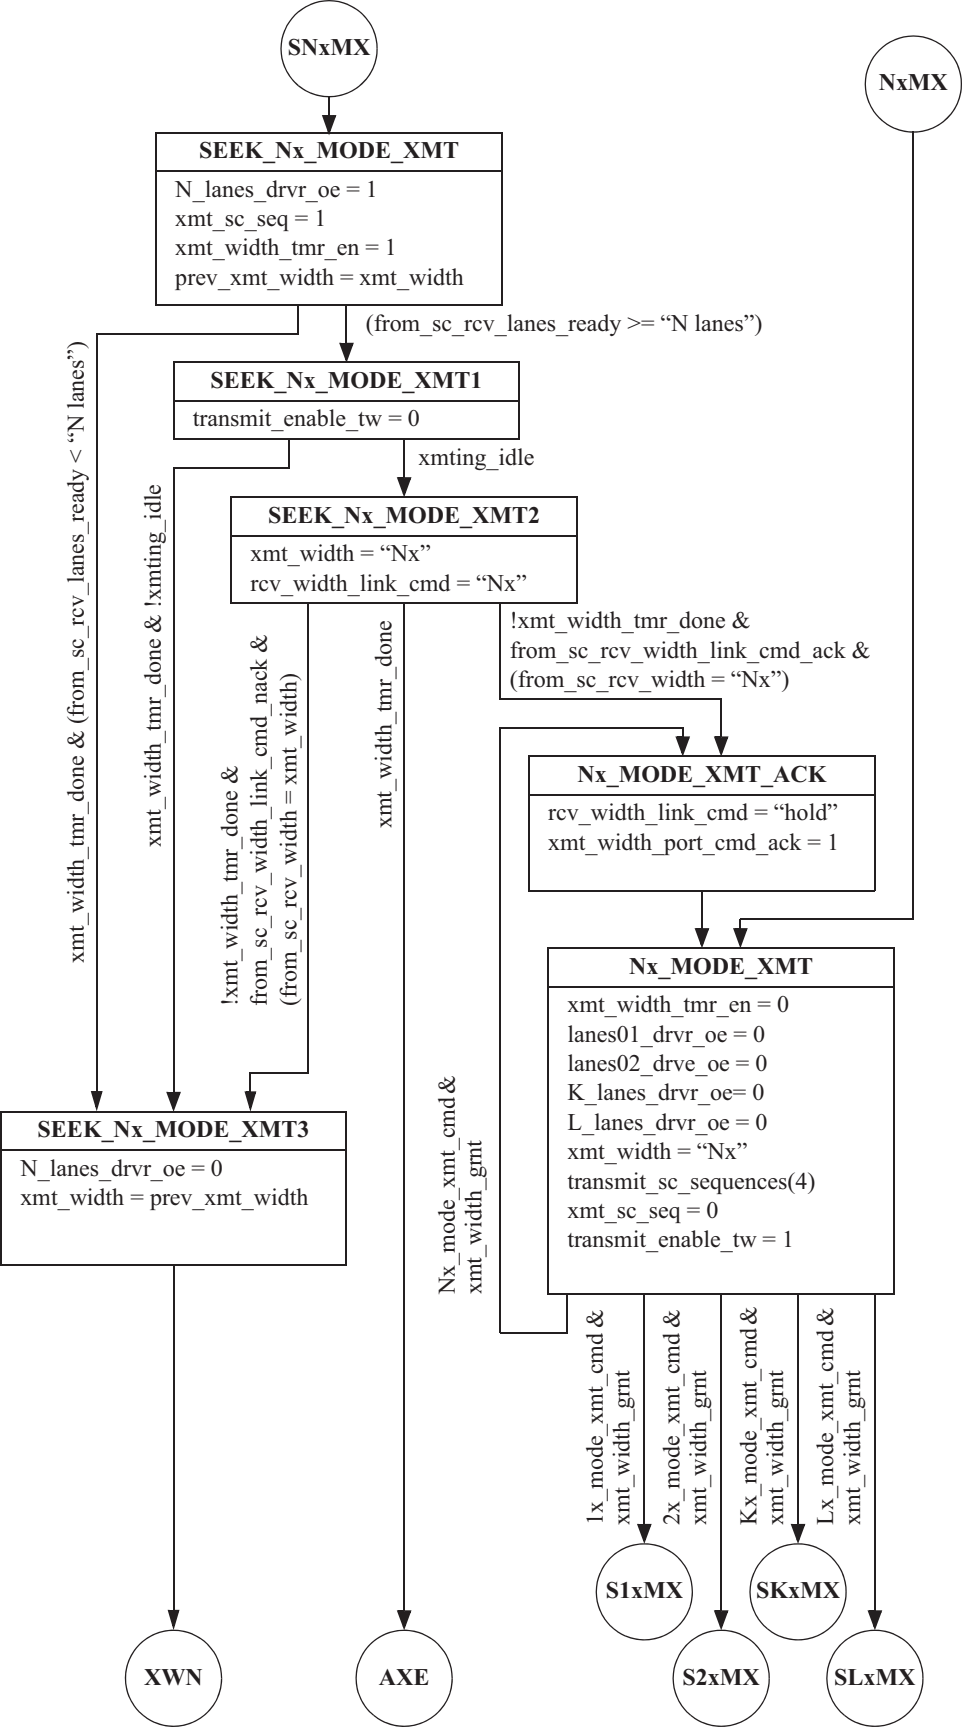 SNxMX
NxMX
SEEK_Nx_MODE_XMT
N_lanes_drvr_oe = 1
xmt_sc_seq = 1
xmt_width_tmr_en = 1
prev_xmt_width = xmt_width
(from_sc_rcv_lanes_ready >= “N lanes”)
xmt_width_tmr_done & (from_sc_rcv_lanes_ready < “N lanes”)
SEEK_Nx_MODE_XMT1
transmit_enable_tw = 0
xmt_width_tmr_done & !xmting_idle
xmting_idle
SEEK_Nx_MODE_XMT2
xmt_width = “Nx”
rcv_width_link_cmd = “Nx”
!xmt_width_tmr_done &
from_sc_rcv_width_link_cmd_nack &
(from_sc_rcv_width = xmt_width)
xmt_width_tmr_done
!xmt_width_tmr_done &
from_sc_rcv_width_link_cmd_ack &
(from_sc_rcv_width = “Nx”)
Nx_MODE_XMT_ACK
rcv_width_link_cmd = “hold”
xmt_width_port_cmd_ack = 1
Nx_MODE_XMT
xmt_width_tmr_en = 0
lanes01_drvr_oe = 0
lanes02_drve_oe = 0
K_lanes_drvr_oe= 0
L_lanes_drvr_oe = 0
xmt_width = “Nx”
transmit_sc_sequences(4)
xmt_sc_seq = 0
transmit_enable_tw = 1
Nx_mode_xmt_cmd &
xmt_width_grnt
SEEK_Nx_MODE_XMT3
N_lanes_drvr_oe = 0
xmt_width = prev_xmt_width
1x_mode_xmt_cmd &
xmt_width_grnt
2x_mode_xmt_cmd &
xmt_width_grnt
Kx_mode_xmt_cmd &
xmt_width_grnt
Lx_mode_xmt_cmd &
xmt_width_grnt
S1xMX
SKxMX
XWN
AXE
S2xMX
SLxMX